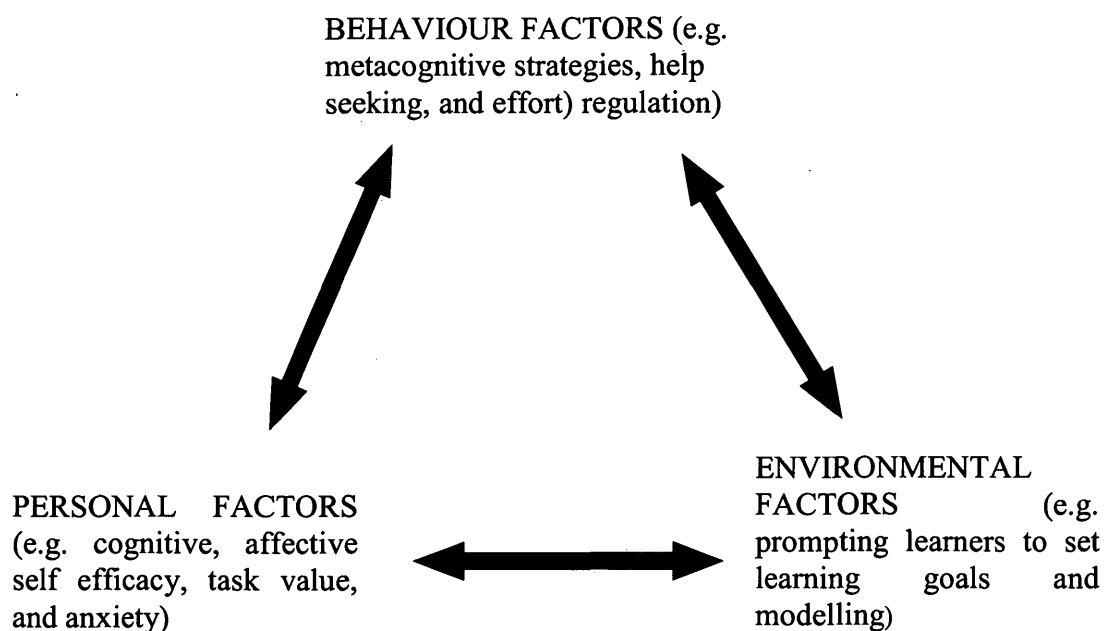 BEHAVIOUR FACTORS (e.g.
metacognitive strategies, help
seeking, and effort) regulation)
PERSONAL FACTORS
(e.g. cognitive, affective
self efficacy, task value,
and anxiety)
ENVIRONMENTAL
FACTORS (e.g.
prompting learners to set
learning goals and
modelling)